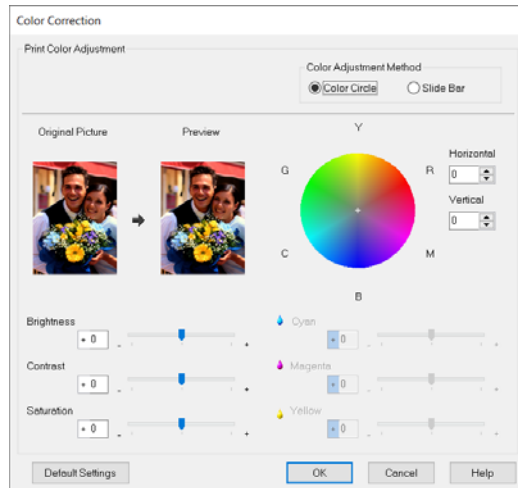 Color Correction
Print Color Adjustment
Color Adjustment Method
Color Circle
Slide Bar
Original Picture
Preview
Y
G
R
C
M
B
Horizontal
0
Vertical
0
Brightness
+ 0
- +
Contrast
+ 0
- +
Saturation
+ 0
- +
Cyan
+ 0
- +
Magenta
+ 0
- +
Yellow
+ 0
- +
Default Settings
OK
Cancel
Help